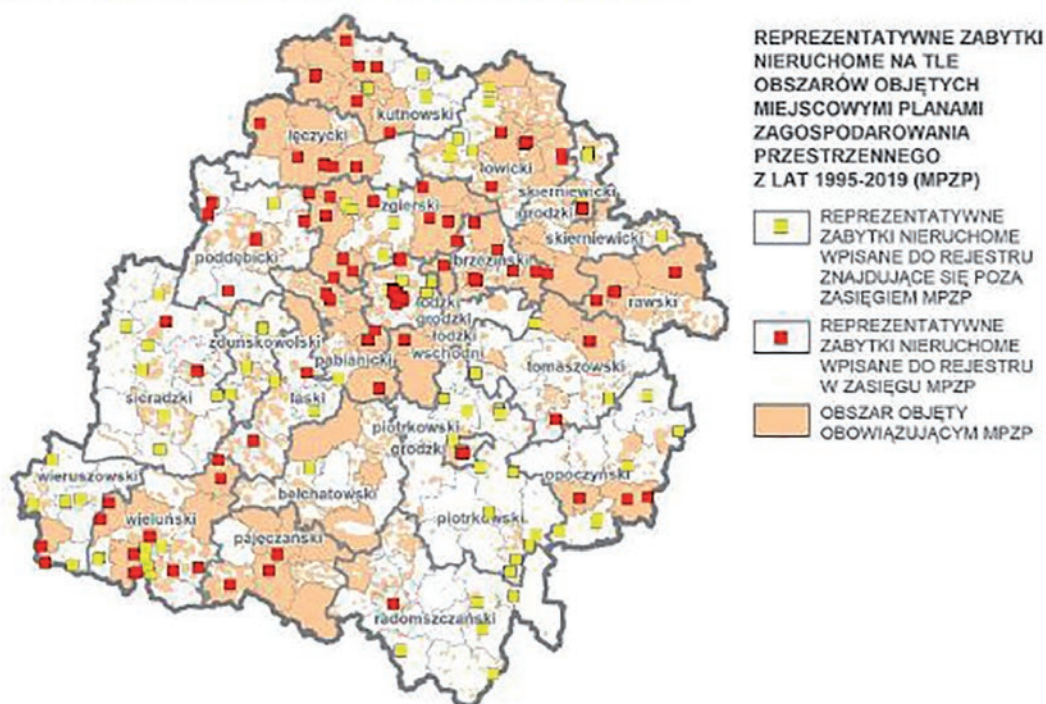 REPREZENTATYWNE ZABYTKI
NIERUCHOME NA TLE
OBSZARÓW OBJĘTYCH
MIEJSCOWYMI PLANAMI
ZAGOSPODAROWANIA
PRZESTRZENNEGO
Z LAT 1995-2019 (MPZP)
REPREZENTATYWNE
ZABYTKI NIERUCHOME
WPISANE DO REJESTRU
ZNAJDUJĄCE SIĘ POZA
ZASIĘGIEM MPZP
REPREZENTATYWNE
ZABYTKI NIERUCHOME
WPISANE DO REJESTRU
W ZASIĘGU MPZP
OBSZAR OBJĘTY
OBOWIĄZUJĄCYM MPZP
kutnowski
łęczycki
łowicki
skierniewicki
grodzki
zgierski
skierniewicki
poddębicki
brzeziński
rawski
łódzki
grodzki
zduńskowolski
pabianicki
łódzki
wschodni
tomaszowski
sieradzki
łaski
piotrkowski
grodzki
wieruszowski
bełchatowski
opoczyński
wieluński
piotrkowski
pajęczański
radomszczański